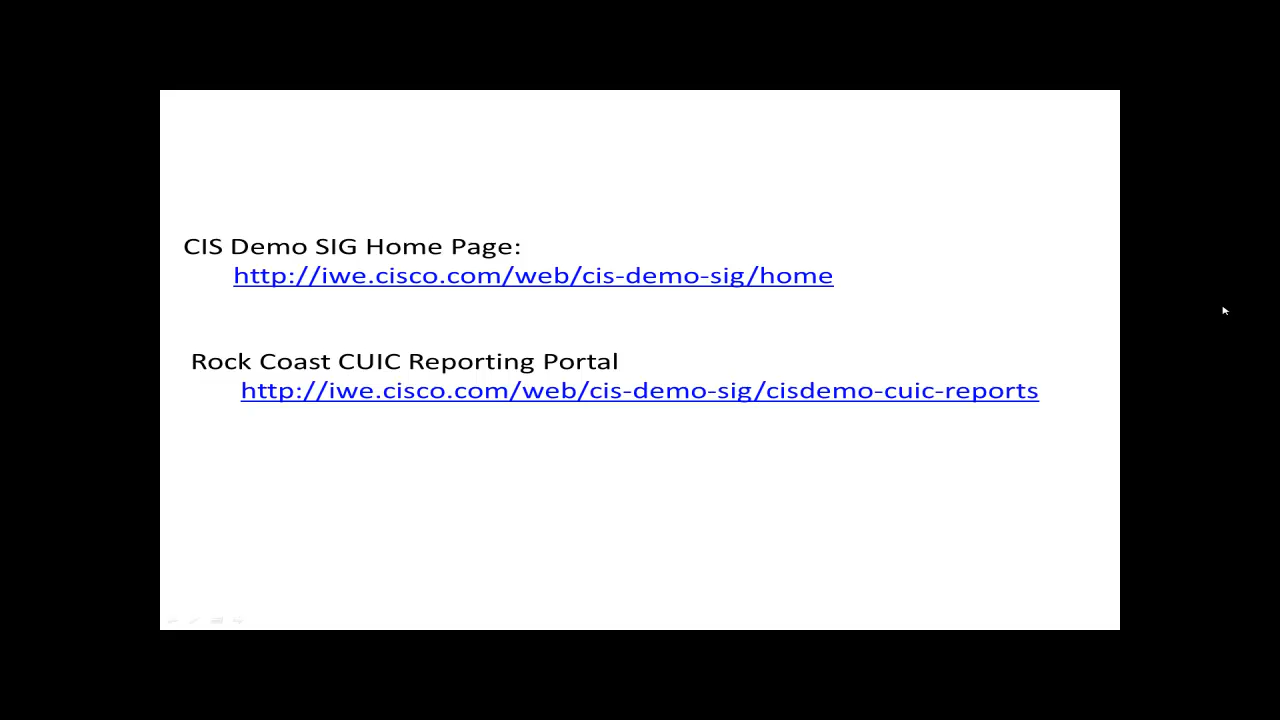 CIS Demo SIG Home Page:
http://iwe.cisco.com/web/cis-demo-sig/home
Rock Coast CUIC Reporting Portal
http://iwe.cisco.com/web/cis-demo-sig/cisdemo-cuic-reports